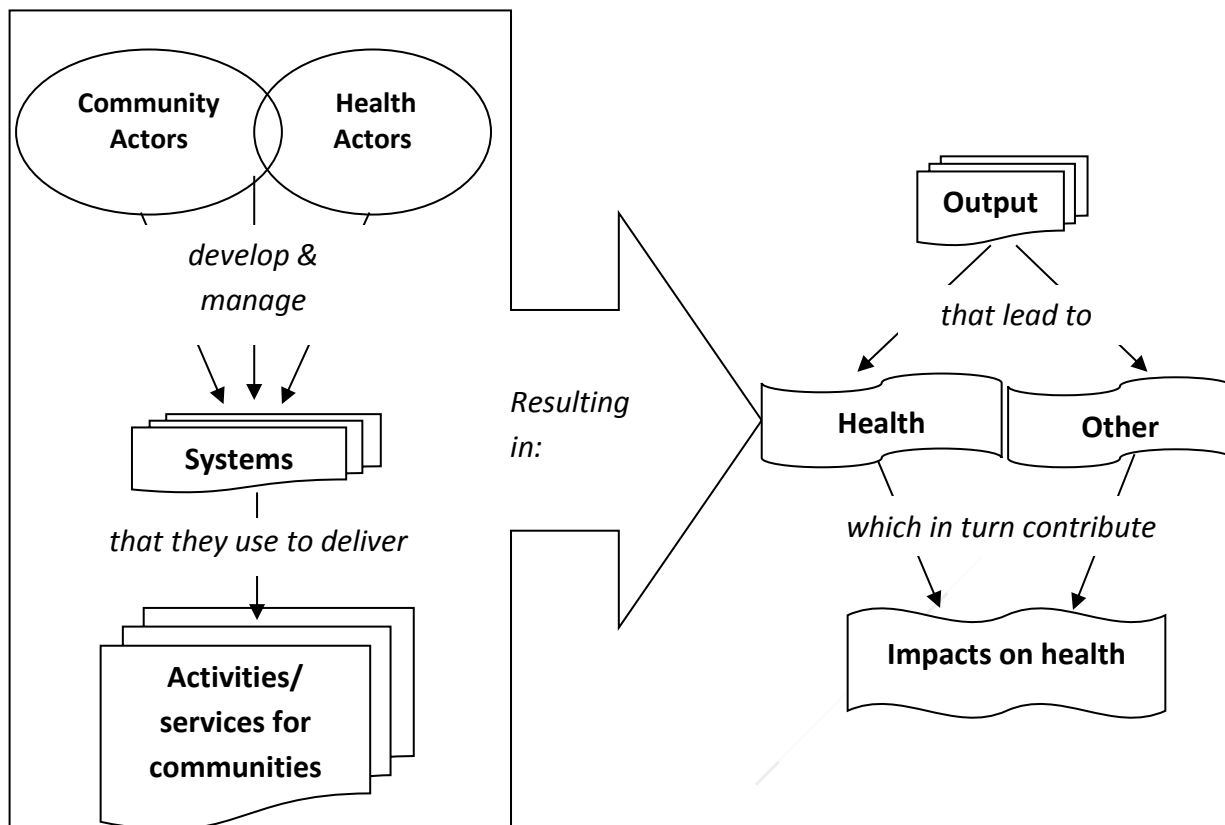 Community
Actors
Health
Actors
develop &
manage
Systems
that they use to deliver
Activities/
services for
communities
Resulting
in:
Output
that lead to
Health
Other
which in turn contribute
Impacts on health